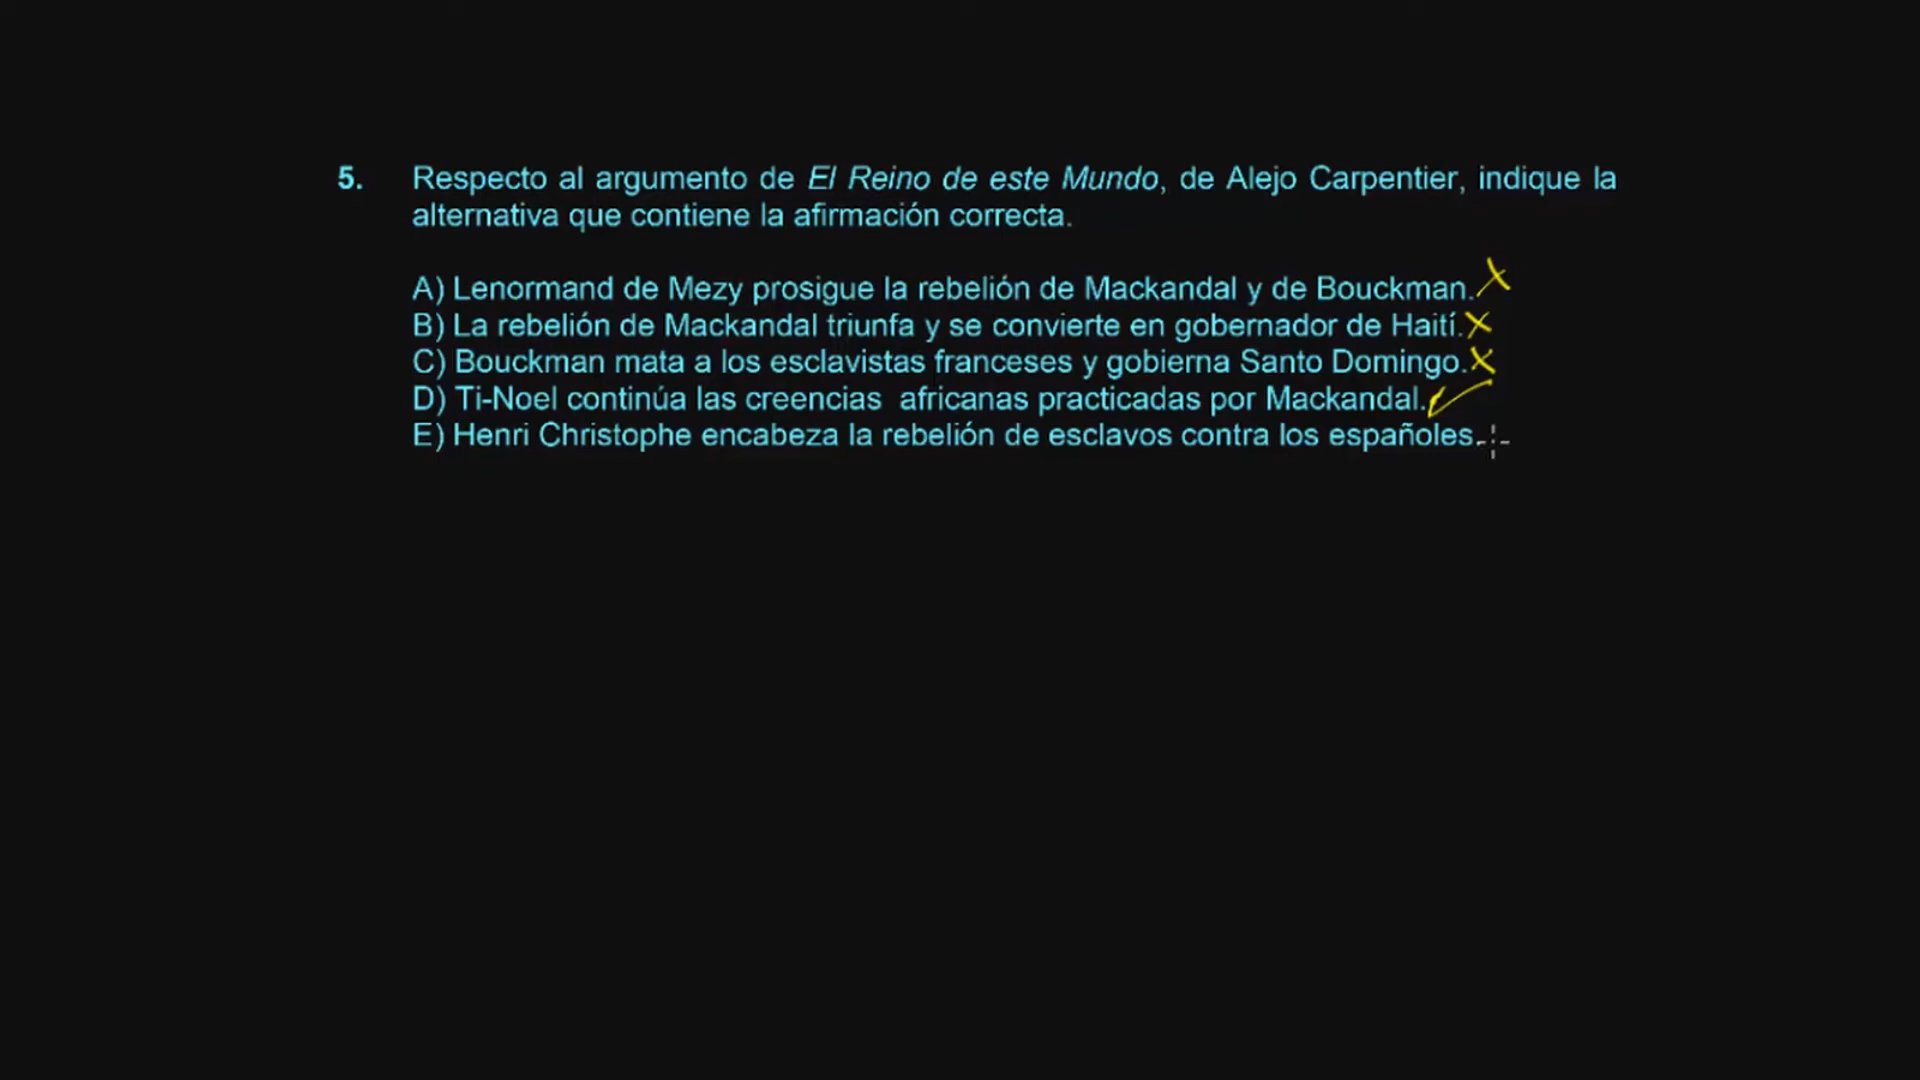 5. Respecto al argumento de El Reino de este Mundo, de Alejo Carpentier, indique la
alternativa que contiene la afirmación correcta.
A) Lenormand de Mezy prosigue la rebelión de Mackandal y de Bouckman.
B) La rebelión de Mackandal triunfa y se convierte en gobernador de Haití.
C) Bouckman mata a los esclavistas franceses y gobierna Santo Domingo.
D) Ti-Noel continúa las creencias africanas practicadas por Mackandal.
E) Henri Christophe encabeza la rebelión de esclavos contra los españoles.